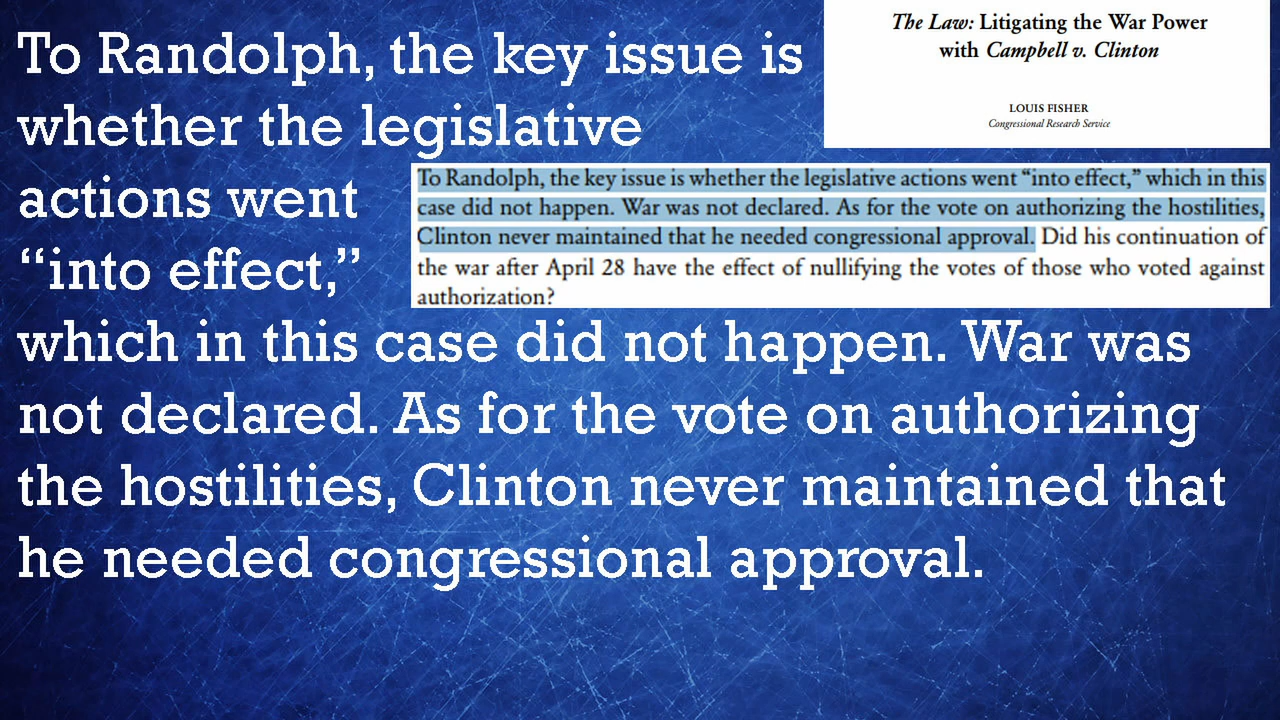 To Randolph, the key issue is
whether the legislative
actions went
“into effect,”
which in this case did not happen. War was
not declared. As for the vote on authorizing
the hostilities, Clinton never maintained that
he needed congressional approval.
The Law: Litigating the War Power
with Campbell v. Clinton
LOUIS FISHER
Congressional Research Service
To Randolph, the key issue is whether the legislative actions went “into effect,” which in this
case did not happen. War was not declared. As for the vote on authorizing the hostilities,
Clinton never maintained that he needed congressional approval. Did his continuation of
the war after April 28 have the effect of nullifying the votes of those who voted against
authorization?